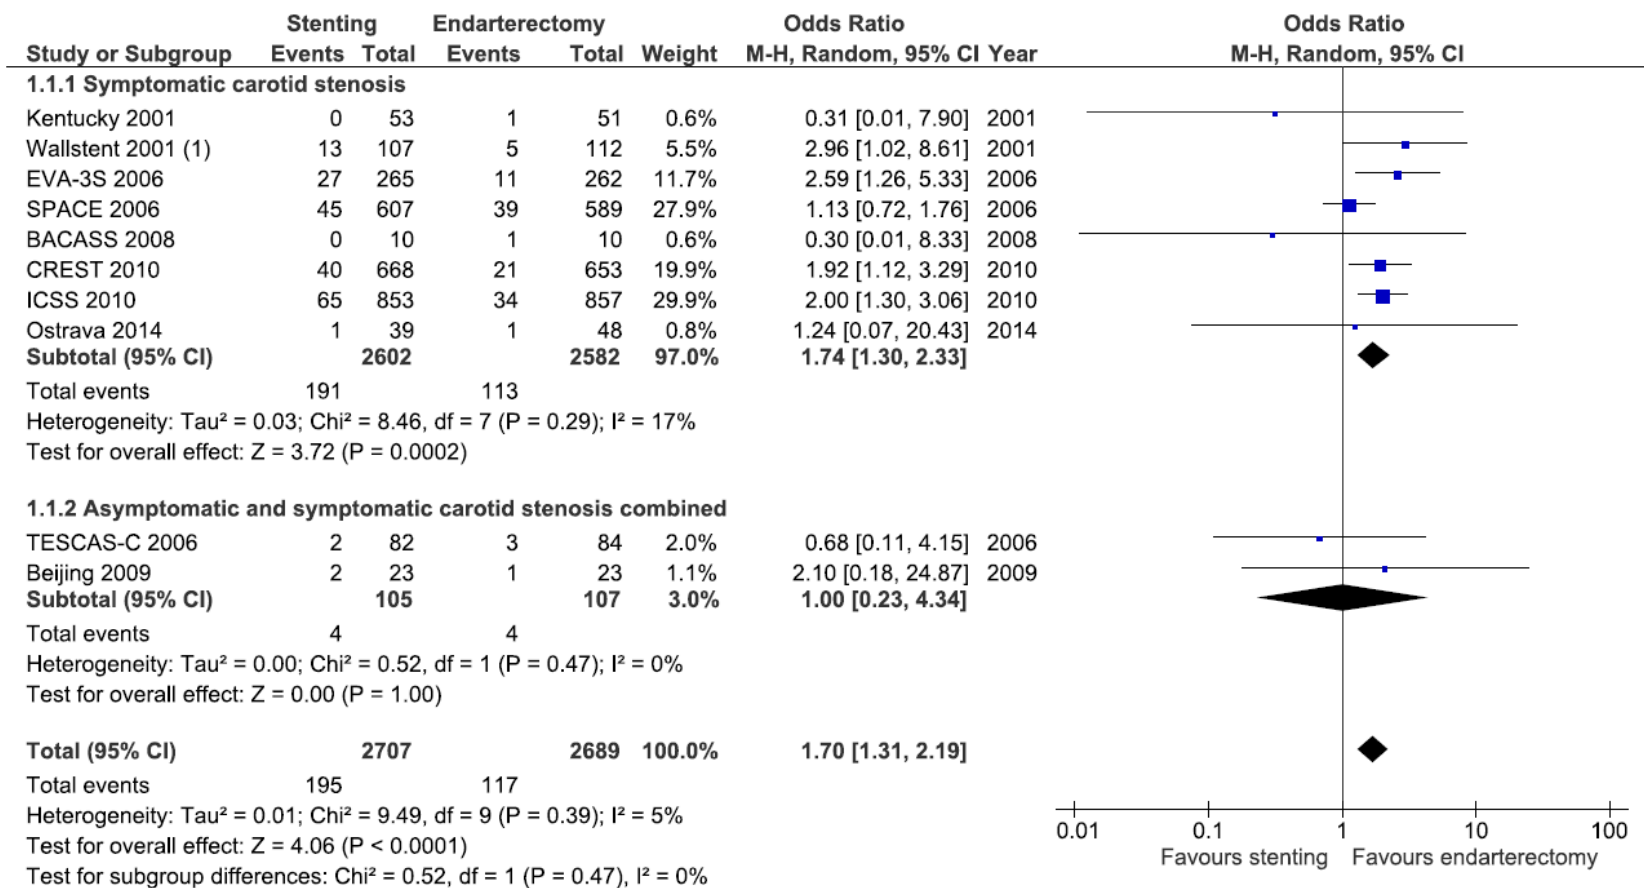 Stenting Endarterectomy Odds Ratio Odds Ratio
Study or Subgroup Events Total Events Total Weight M-H, Random, 95% CI Year M-H, Random, 95% CI
1.1.1 Symptomatic carotid stenosis
Kentucky 2001 0 53 1 51 0.6% 0.31 [0.01, 7.90] 2001
Wallstent 2001 (1) 13 107 5 112 5.5% 2.96 [1.02, 8.61] 2001
EVA-3S 2006 27 265 11 262 11.7% 2.59 [1.26, 5.33] 2006
SPACE 2006 45 607 39 589 27.9% 1.13 [0.72, 1.76] 2006
BACASS 2008 0 10 1 10 0.6% 0.30 [0.01, 8.33] 2008
CREST 2010 40 668 21 653 19.9% 1.92 [1.12, 3.29] 2010
ICSS 2010 65 853 34 857 29.9% 2.00 [1.30, 3.06] 2010
Ostrava 2014 1 39 1 48 0.8% 1.24 [0.07, 20.43] 2014
Subtotal (95% CI) 2602 2582 97.0% 1.74 [1.30, 2.33]
Total events 191 113
Heterogeneity: Tau² = 0.03; Chi² = 8.46, df = 7 (P = 0.29); I² = 17%
Test for overall effect: Z = 3.72 (P = 0.0002)
1.1.2 Asymptomatic and symptomatic carotid stenosis combined
TESCAS-C 2006 2 82 3 84 2.0% 0.68 [0.11, 4.15] 2006
Beijing 2009 2 23 1 23 1.1% 2.10 [0.18, 24.87] 2009
Subtotal (95% CI) 105 107 3.0% 1.00 [0.23, 4.34]
Total events 4 4
Heterogeneity: Tau² = 0.00; Chi² = 0.52, df = 1 (P = 0.47); I² = 0%
Test for overall effect: Z = 0.00 (P = 1.00)
Total (95% CI) 2707 2689 100.0% 1.70 [1.31, 2.19]
Total events 195 117
Heterogeneity: Tau² = 0.01; Chi² = 9.49, df = 9 (P = 0.39); I² = 5%
Test for overall effect: Z = 4.06 (P < 0.0001)
Test for subgroup differences: Chi² = 0.52, df = 1 (P = 0.47), I² = 0%
0.01 0.1 1 10 100
Favours stenting Favours endarterectomy